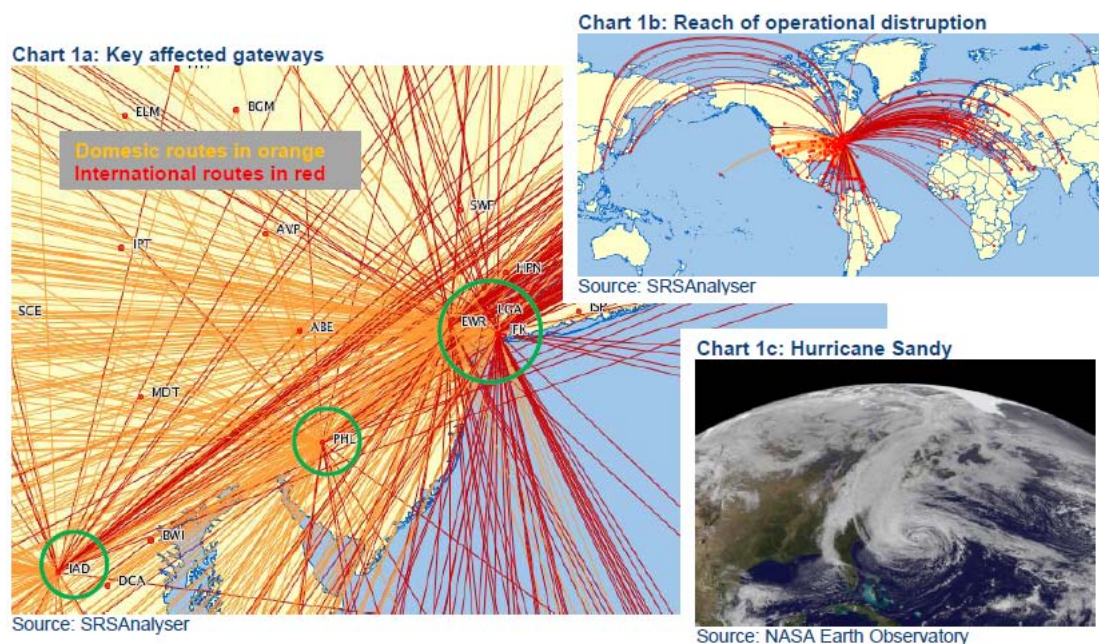 Chart 1a: Key affected gateways
ELM
BGM
Domesic routes in orange
International routes in red
SWF
AVP
IPT
HPN
SCE
LGA
EWR
JFK
ISP
ABE
MDT
PHL
BWI
IAD
DCA
Source: SRSAnalyser
Chart 1b: Reach of operational distruption
Source: SRSAnalyser
Chart 1c: Hurricane Sandy
Source: NASA Earth Observatory